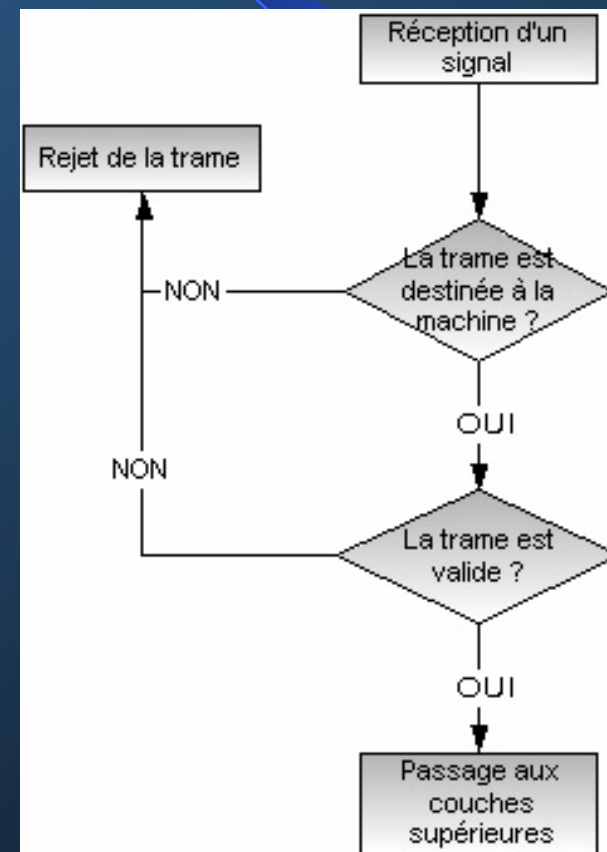 Réception d'un
signal
Rejet de la trame
La trame est
destinée à la
machine ?
NON
OUI
NON
La trame est
valide ?
OUI
Passage aux
couches
supérieures